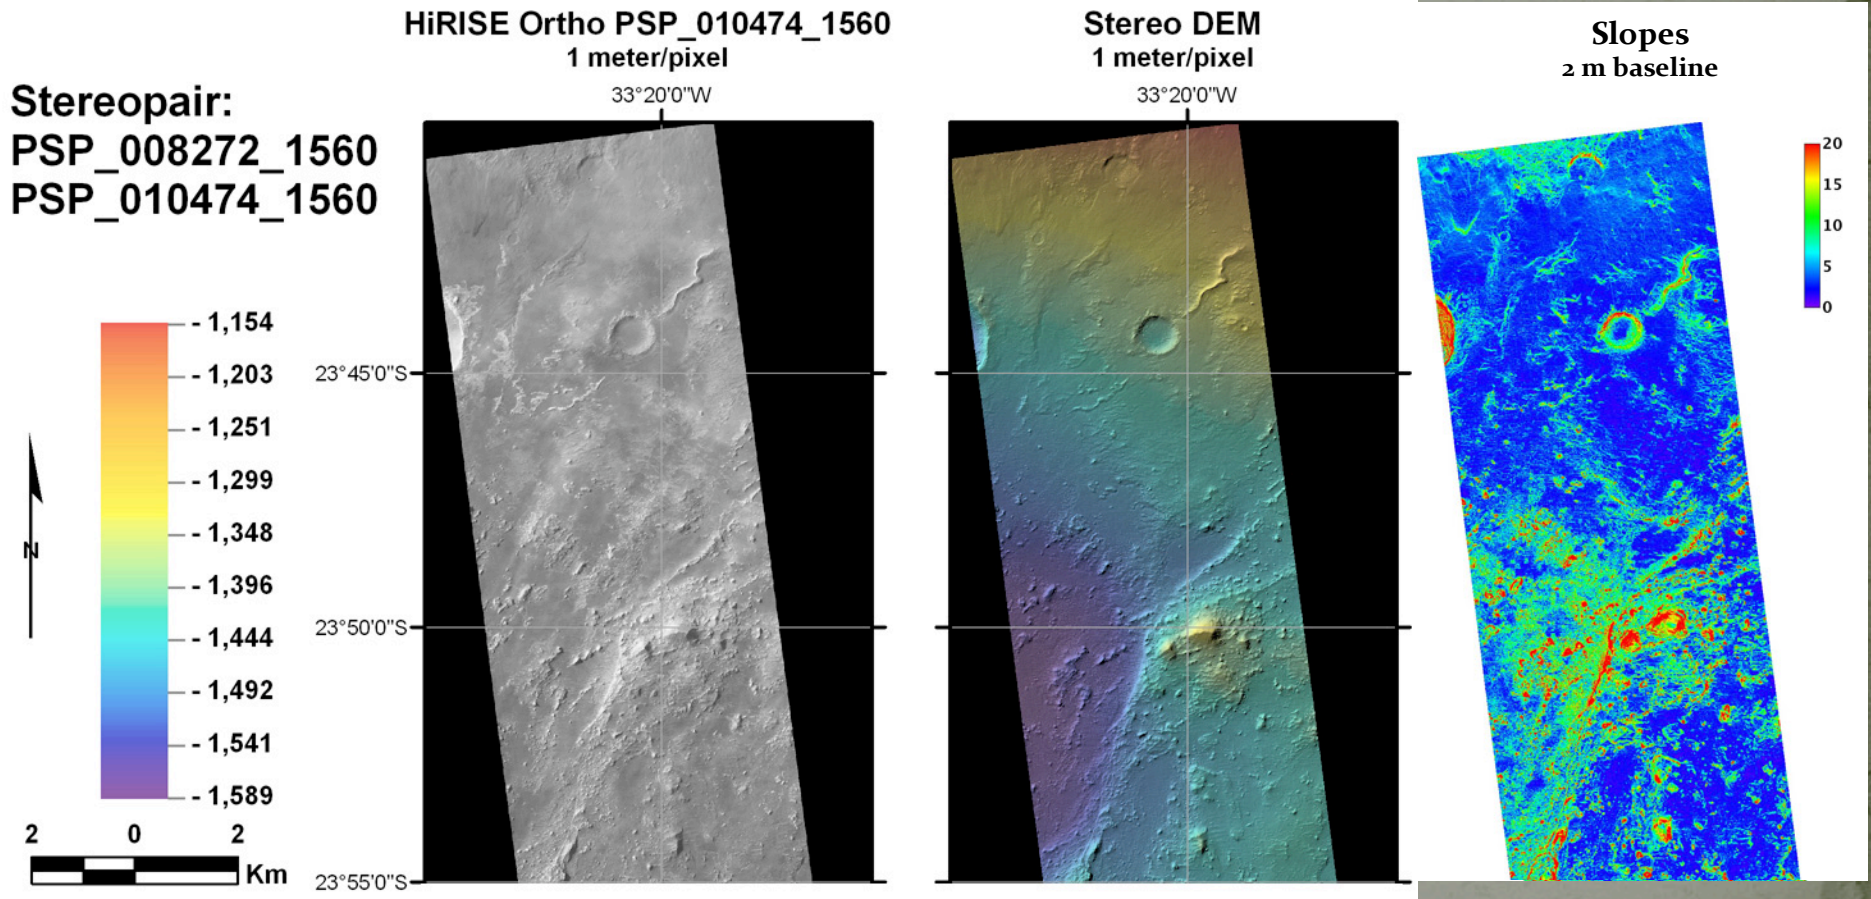 HiRISE Ortho PSP_010474_1560
1 meter/pixel
33°20'0"W
Stereo DEM
1 meter/pixel
33°20'0"W
Slopes
2 m baseline
Stereopair:
PSP_008272_1560
PSP_010474_1560
20
15
10
5
0
- 1,154
- 1,203
- 1,251
- 1,299
- 1,348
- 1,396
- 1,444
- 1,492
- 1,541
- 1,589
N
23°45'0"S
23°50'0"S
23°55'0"S
2 0 2
Km